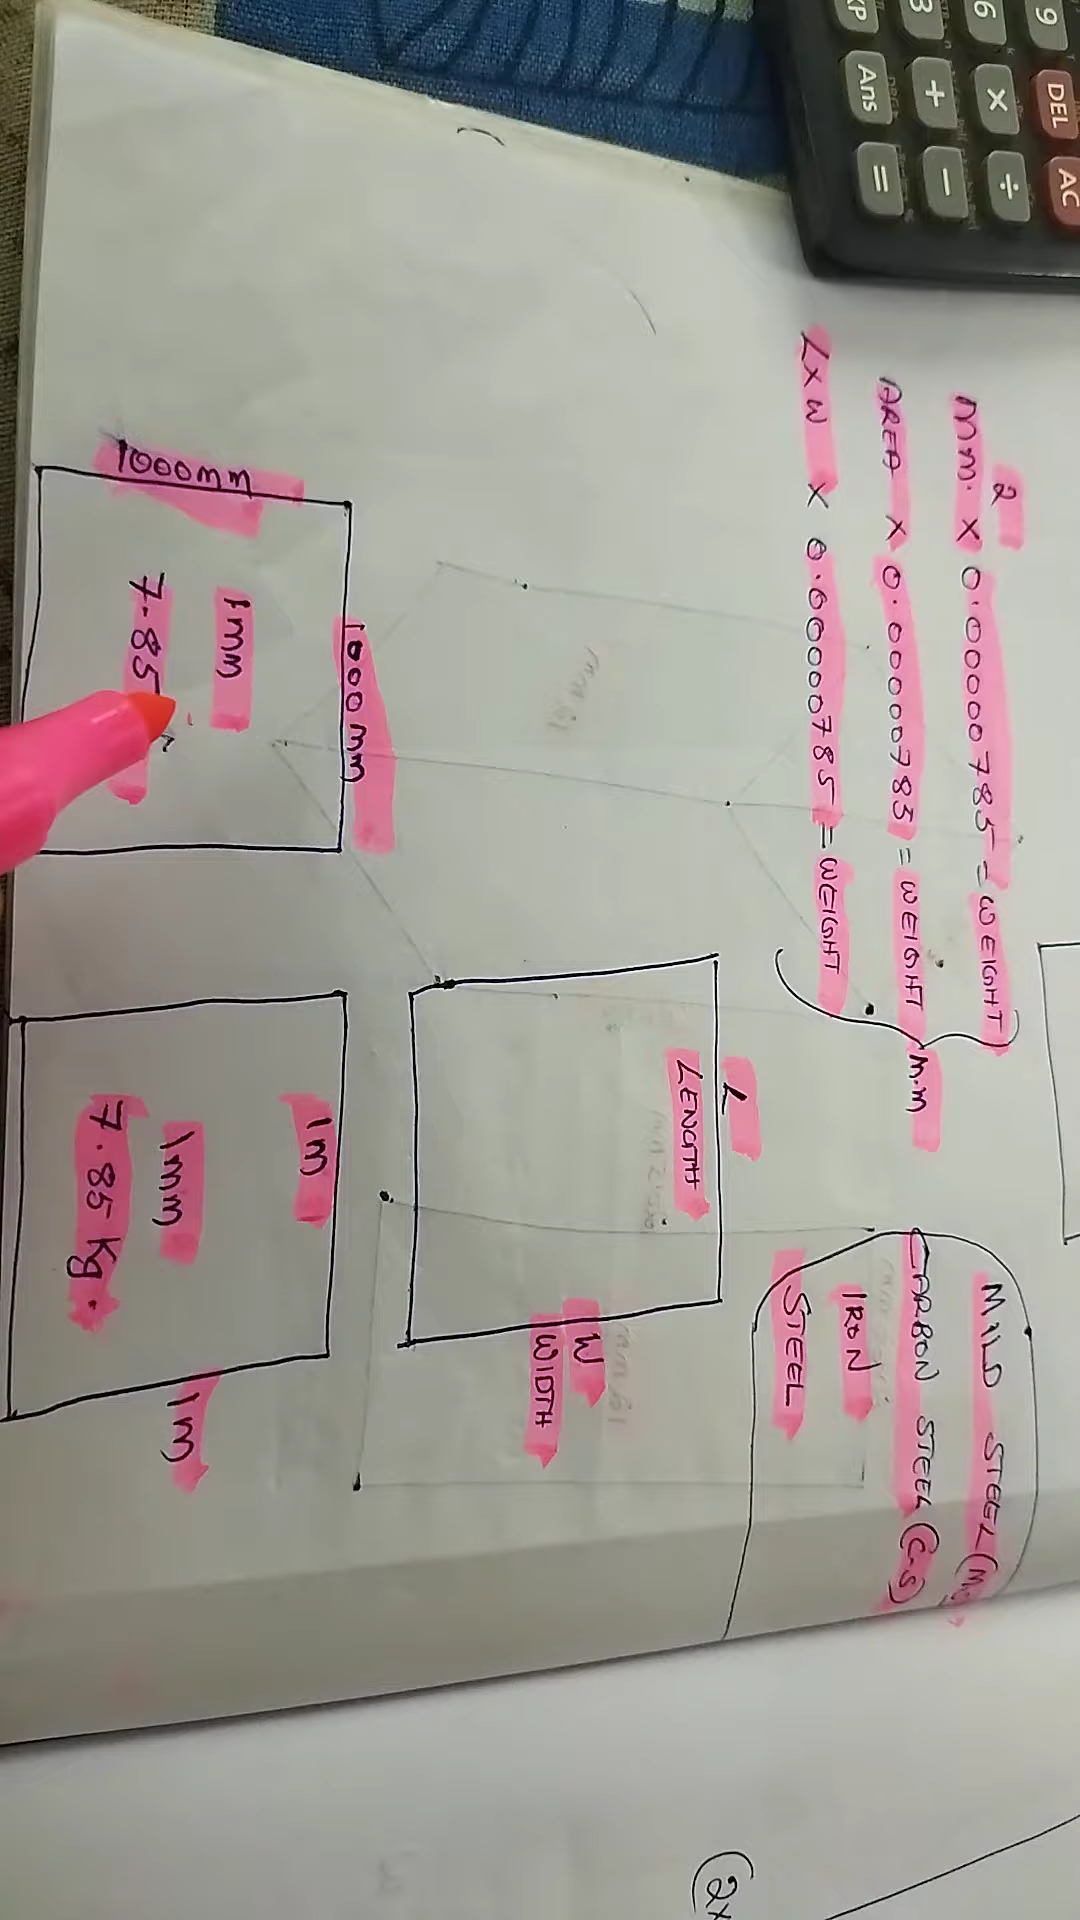 2
MM. X 0.00000785 = WEIGHT
AREA X 0.00000785 = WEIGHT
M.M
L X W X 0.00000785 = WEIGHT
MILD STEEL
CARBON STEEL (C.S)
IRON
STEEL
L
LENGTH
W
WIDTH
1000mm
1000mm
1mm
7.85
1m
1m
1mm
7.85 Kg.
(2X
9
DEL
AC
6
X
÷
3
+
−
Ans
=